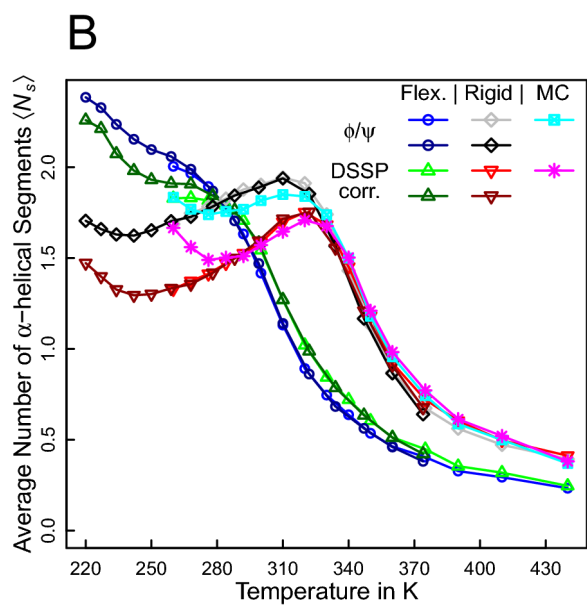 B
Flex. | Rigid | MC
ϕ/ψ
DSSP
corr.
Average Number of α−helical Segments ⟨Nₛ⟩
2.0
1.5
1.0
0.5
0.0
220 250 280 310 340 370 400 430
Temperature in K